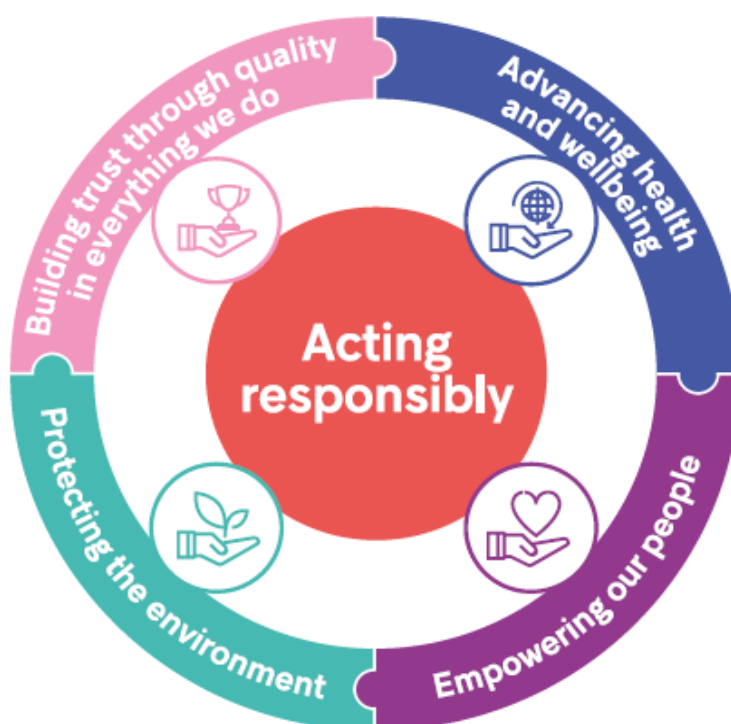 Building trust through quality
in everything we do
Advancing health
and wellbeing
Acting
responsibly
Protecting the environment
Empowering our people